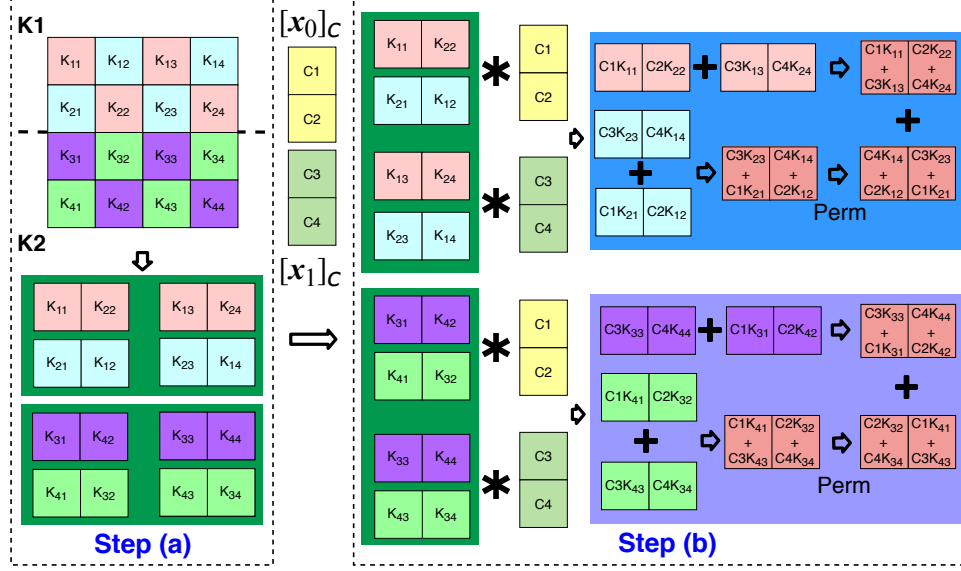 K1
K₁₁ K₁₂ K₁₃ K₁₄
K₂₁ K₂₂ K₂₃ K₂₄
K₃₁ K₃₂ K₃₃ K₃₄
K₄₁ K₄₂ K₄₃ K₄₄
K2
K₁₁ K₂₂ K₁₃ K₂₄
K₂₁ K₁₂ K₂₃ K₁₄
K₃₁ K₄₂ K₃₃ K₄₄
K₄₁ K₃₂ K₄₃ K₃₄
Step (a)
[x₀]_C
C1
C2
C3
C4
[x₁]_C
K₁₁ K₂₂
K₂₁ K₁₂
*
C1
C2
K₁₃ K₂₄
K₂₃ K₁₄
*
C3
C4
C1K₁₁ C2K₂₂ + C3K₁₃ C4K₂₄
C1K₁₁ C2K₂₂
+ +
C3K₁₃ C4K₂₄
+
C3K₂₃ C4K₁₄
+
C1K₂₁ C2K₁₂
C3K₂₃ C4K₁₄
+ +
C1K₂₁ C2K₁₂
C4K₁₄ C3K₂₃
+ +
C2K₁₂ C1K₂₁
Perm
K₃₁ K₄₂
K₄₁ K₃₂
*
C1
C2
K₃₃ K₄₄
K₄₃ K₃₄
*
C3
C4
C3K₃₃ C4K₄₄ + C1K₃₁ C2K₄₂
C3K₃₃ C4K₄₄
+ +
C1K₃₁ C2K₄₂
+
C1K₄₁ C2K₃₂
+
C3K₄₃ C4K₃₄
C1K₄₁ C2K₃₂
+ +
C3K₄₃ C4K₃₄
C2K₃₂ C1K₄₁
+ +
C4K₃₄ C3K₄₃
Perm
Step (b)